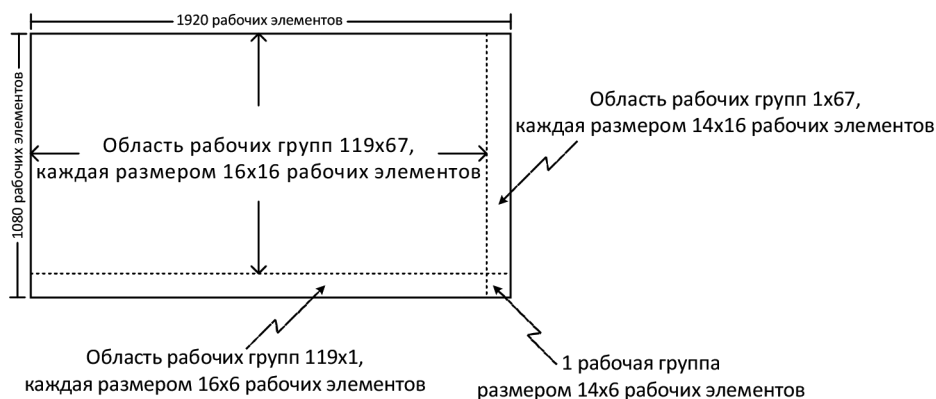 1920 рабочих элементов
1080 рабочих элементов
Область рабочих групп 119x67,
каждая размером 16x16 рабочих элементов
Область рабочих групп 1x67,
каждая размером 14x16 рабочих элементов
Область рабочих групп 119x1,
каждая размером 16x6 рабочих элементов
1 рабочая группа
размером 14x6 рабочих элементов